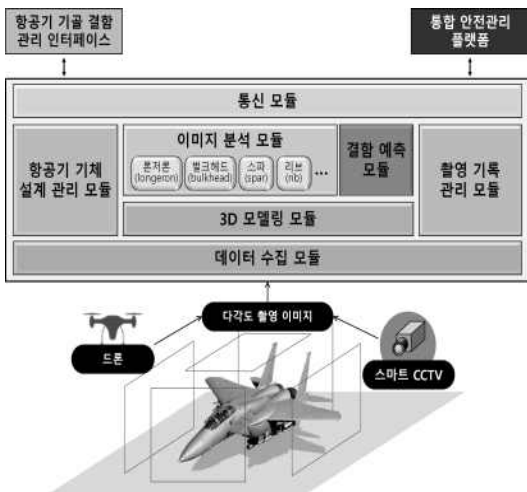 항공기 기골 결함
관리 인터페이스
통합 안전관리
플랫폼
통신 모듈
항공기 기체
설계 관리 모듈
이미지 분석 모듈
론저론
(longeron)
벌크헤드
(bulkhead)
스파
(spar)
리브
(rib)
...
결함 예측
모듈
촬영 기록
관리 모듈
3D 모델링 모듈
데이터 수집 모듈
다각도 촬영 이미지
드론
스마트 CCTV